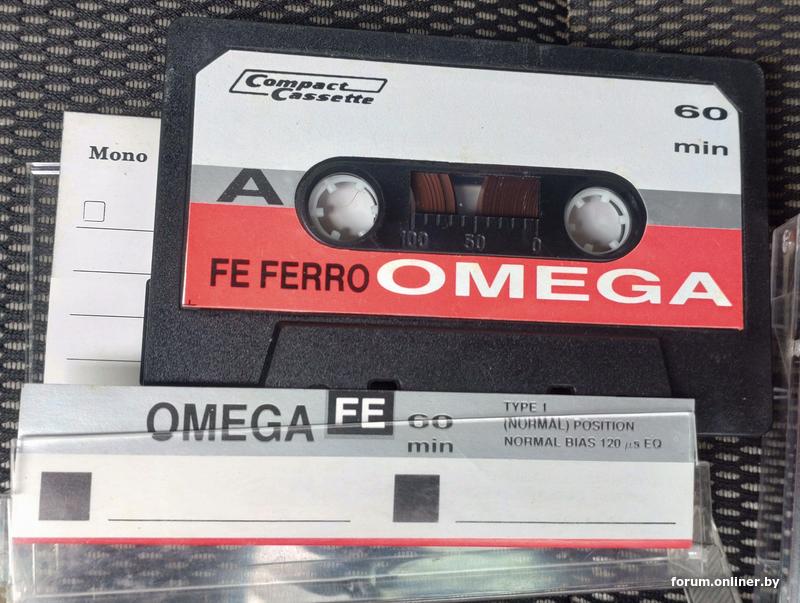 Compact
Cassette
60
min
Mono
A
100 50 0
FE FERRO OMEGA
OMEGA FE 60
min
TYPE 1
(NORMAL) POSITION
NORMAL BIAS 120 μs EQ
forum.onliner.by